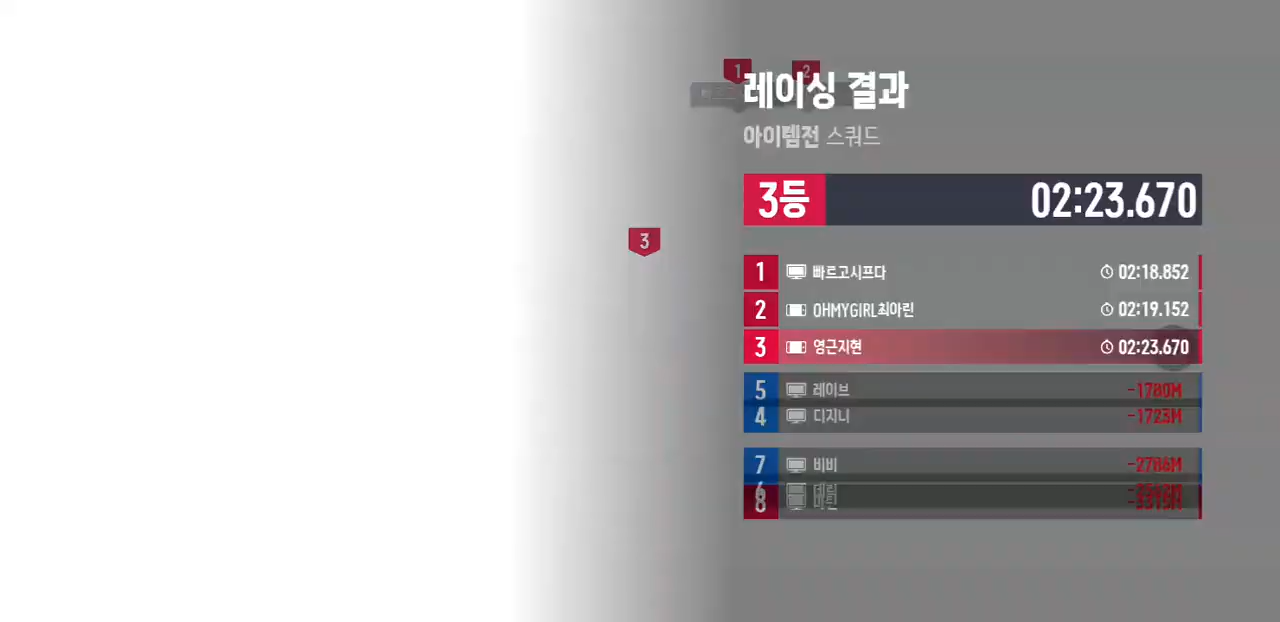 1 2
레이싱 결과
아이템전 스쿼드
3등 02:23.670
3
1 빠르고시프다 02:18.852
2 OHMYGIRL최아린 02:19.152
3 영근지현 02:23.670
5 레이브 -1780M
4 디지니 -1723M
7 비비 -2786M
8